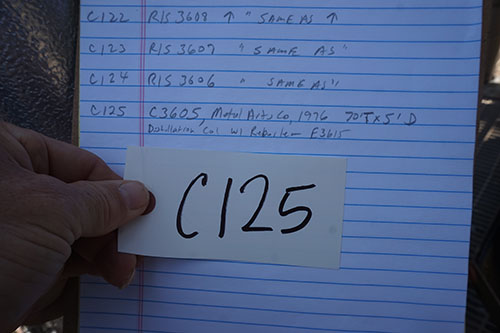 C122 R/S 3608 ↑ " SAME AS ↑
C123 R/S 3607 " SAME AS "
C124 R/S 3606 " SAME AS "
C125 C3605, Metal Arts Co, 1976 70'T x 5' D
Distillation Col w/ Reboiler E3615
C125